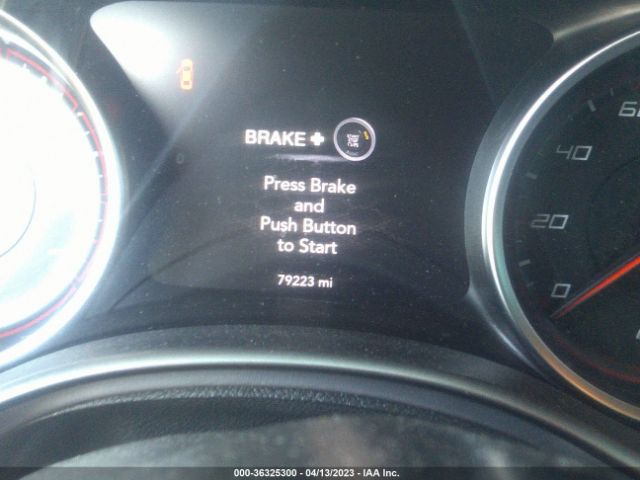 BRAKE +
Press Brake
and
Push Button
to Start
79223 mi
60
40
20
0
000-36325300 - 04/13/2023 - IAA Inc.